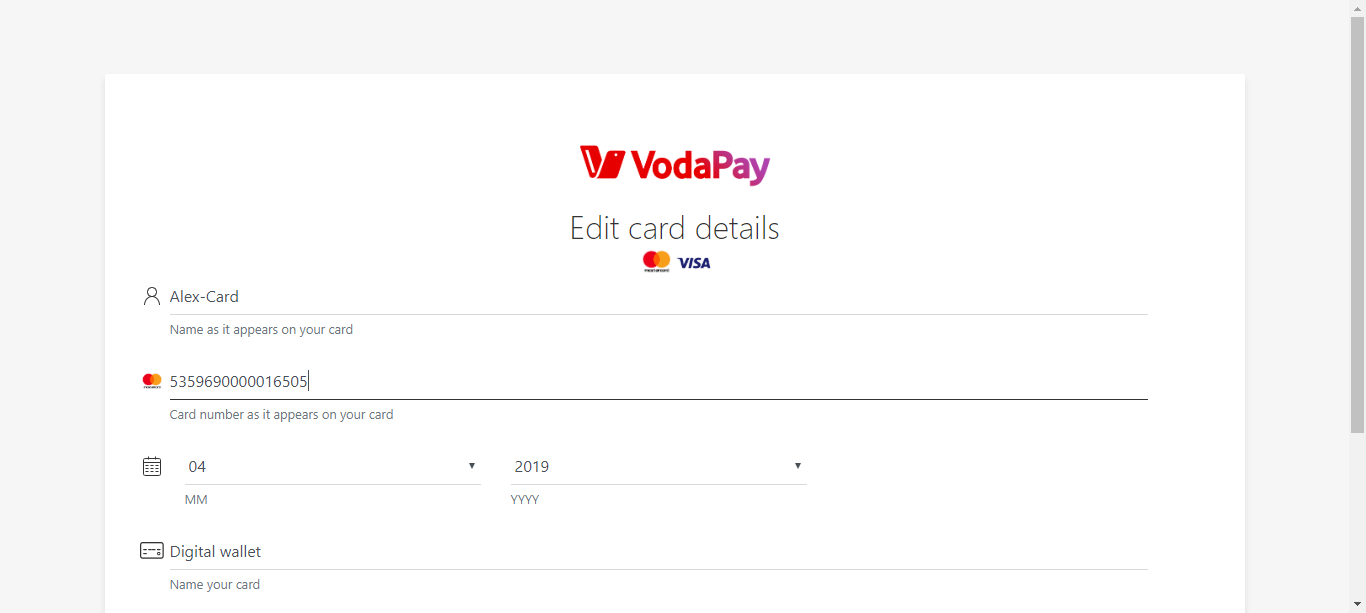 VodaPay
Edit card details
VISA
Alex-Card
Name as it appears on your card
5359690000016505
Card number as it appears on your card
04 2019
MM YYYY
Digital wallet
Name your card